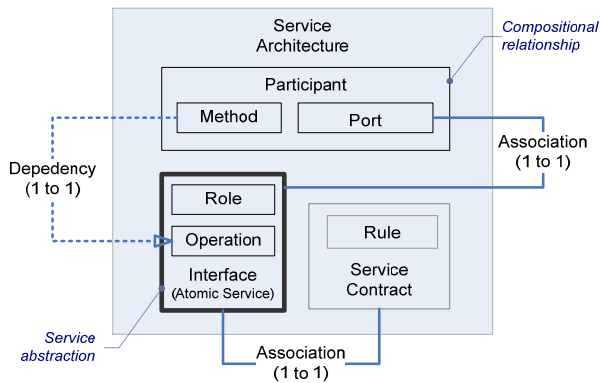 Service
Architecture
Compositional
relationship
Participant
Method
Port
Association
(1 to 1)
Depedency
(1 to 1)
Role
Operation
Interface
(Atomic Service)
Rule
Service
Contract
Service
abstraction
Association
(1 to 1)